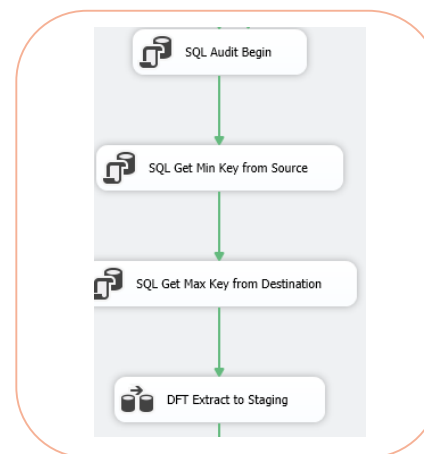 SQL Audit Begin
SQL Get Min Key from Source
SQL Get Max Key from Destination
DFT Extract to Staging